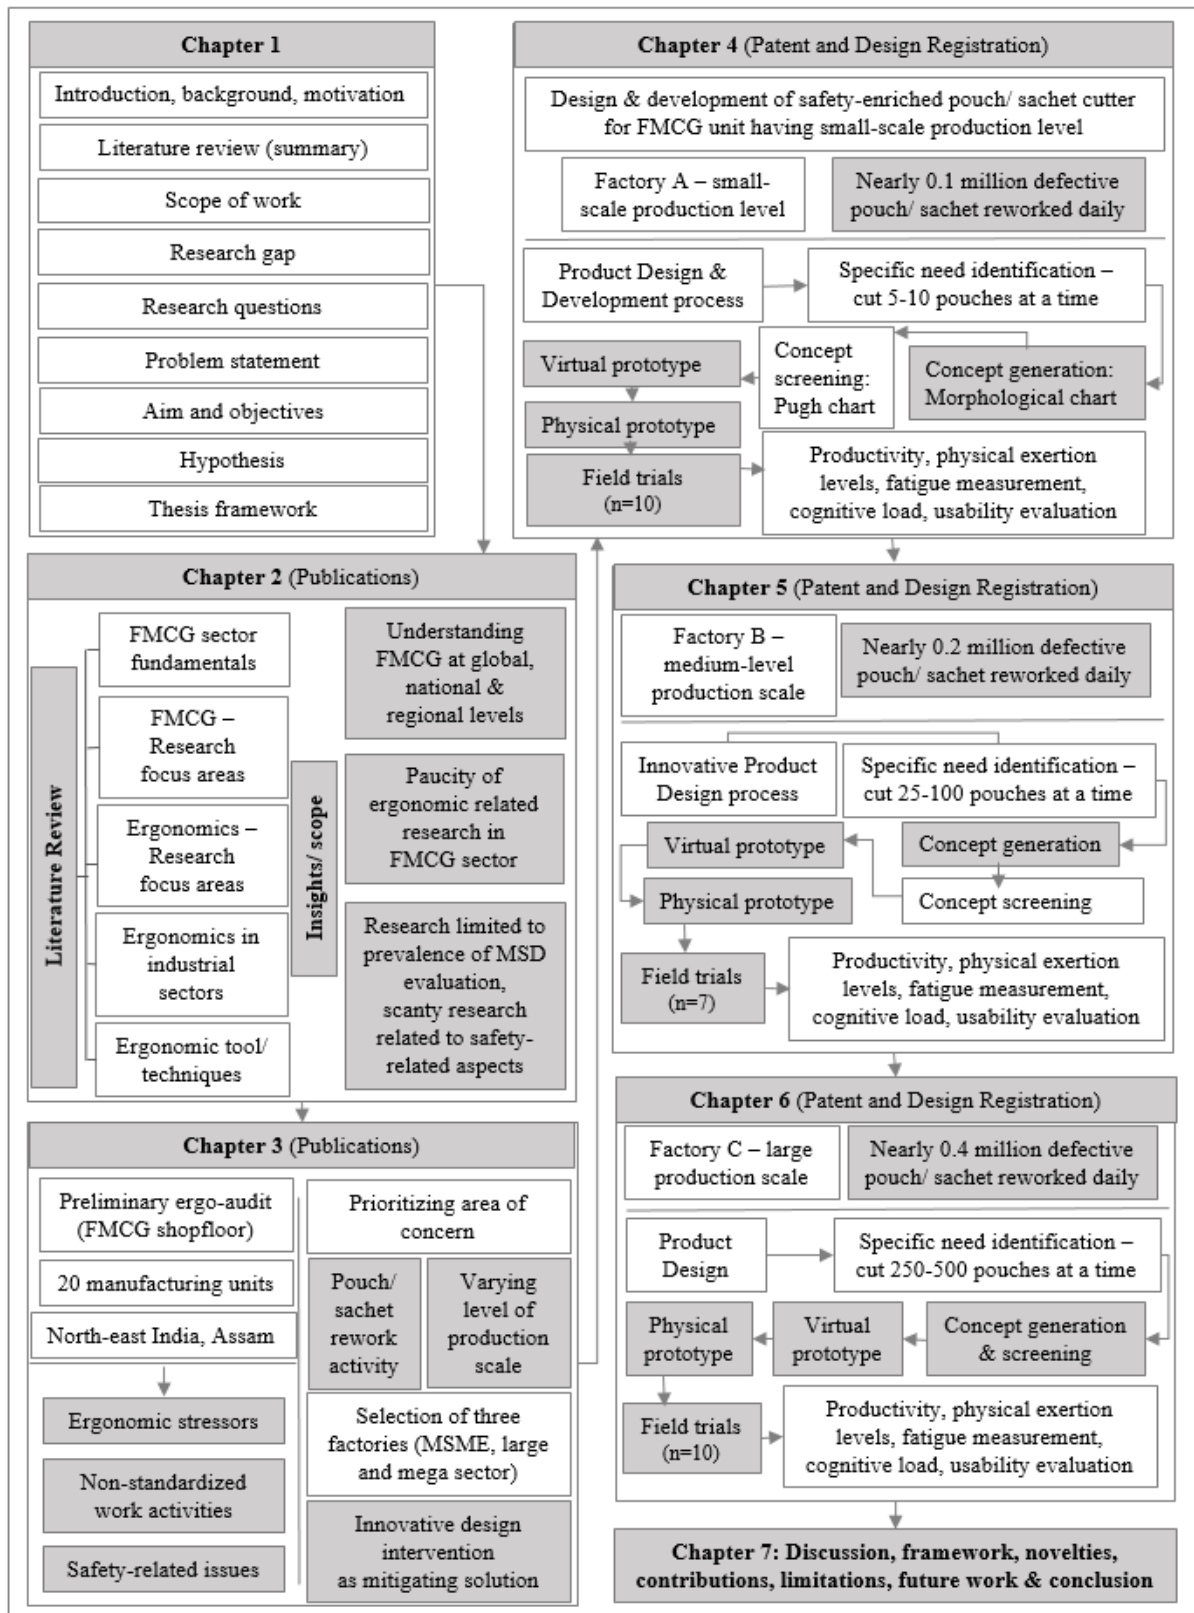 Chapter 1
Introduction, background, motivation
Literature review (summary)
Scope of work
Research gap
Research questions
Problem statement
Aim and objectives
Hypothesis
Thesis framework
Chapter 2 (Publications)
Literature Review
FMCG sector
fundamentals
FMCG –
Research
focus areas
Ergonomics –
Research
focus areas
Ergonomics in
industrial
sectors
Ergonomic tool/
techniques
Insights/ scope
Understanding
FMCG at global,
national &
regional levels
Paucity of
ergonomic related
research in
FMCG sector
Research limited to
prevalence of MSD
evaluation,
scanty research
related to safety-
related aspects
Chapter 3 (Publications)
Preliminary ergo-audit
(FMCG shopfloor)
20 manufacturing units
North-east India, Assam
Ergonomic stressors
Non-standardized
work activities
Safety-related issues
Prioritizing area of
concern
Pouch/
sachet
rework
activity
Varying
level of
production
scale
Selection of three
factories (MSME, large
and mega sector)
Innovative design
intervention
as mitigating solution
Chapter 4 (Patent and Design Registration)
Design & development of safety-enriched pouch/ sachet cutter
for FMCG unit having small-scale production level
Factory A – small-
scale production
level
Nearly 0.1 million defective
pouch/ sachet reworked daily
Product Design &
Development process
Specific need identification –
cut 5-10 pouches at a time
Concept generation:
Morphological chart
Concept
screening:
Pugh chart
Virtual prototype
Physical prototype
Field trials
(n=10)
Productivity, physical exertion
levels, fatigue measurement,
cognitive load, usability evaluation
Chapter 5 (Patent and Design Registration)
Factory B –
medium-level
production scale
Nearly 0.2 million defective
pouch/ sachet reworked daily
Innovative Product
Design process
Specific need identification –
cut 25-100 pouches at a time
Concept generation
Concept screening
Virtual prototype
Physical prototype
Field trials
(n=7)
Productivity, physical exertion
levels, fatigue measurement,
cognitive load, usability evaluation
Chapter 6 (Patent and Design Registration)
Factory C – large
production scale
Nearly 0.4 million defective
pouch/ sachet reworked daily
Product
Design
Specific need identification –
cut 250-500 pouches at a time
Concept generation
& screening
Virtual
prototype
Physical
prototype
Field trials
(n=10)
Productivity, physical exertion
levels, fatigue measurement,
cognitive load, usability evaluation
Chapter 7: Discussion, framework, novelties,
contributions, limitations, future work & conclusion